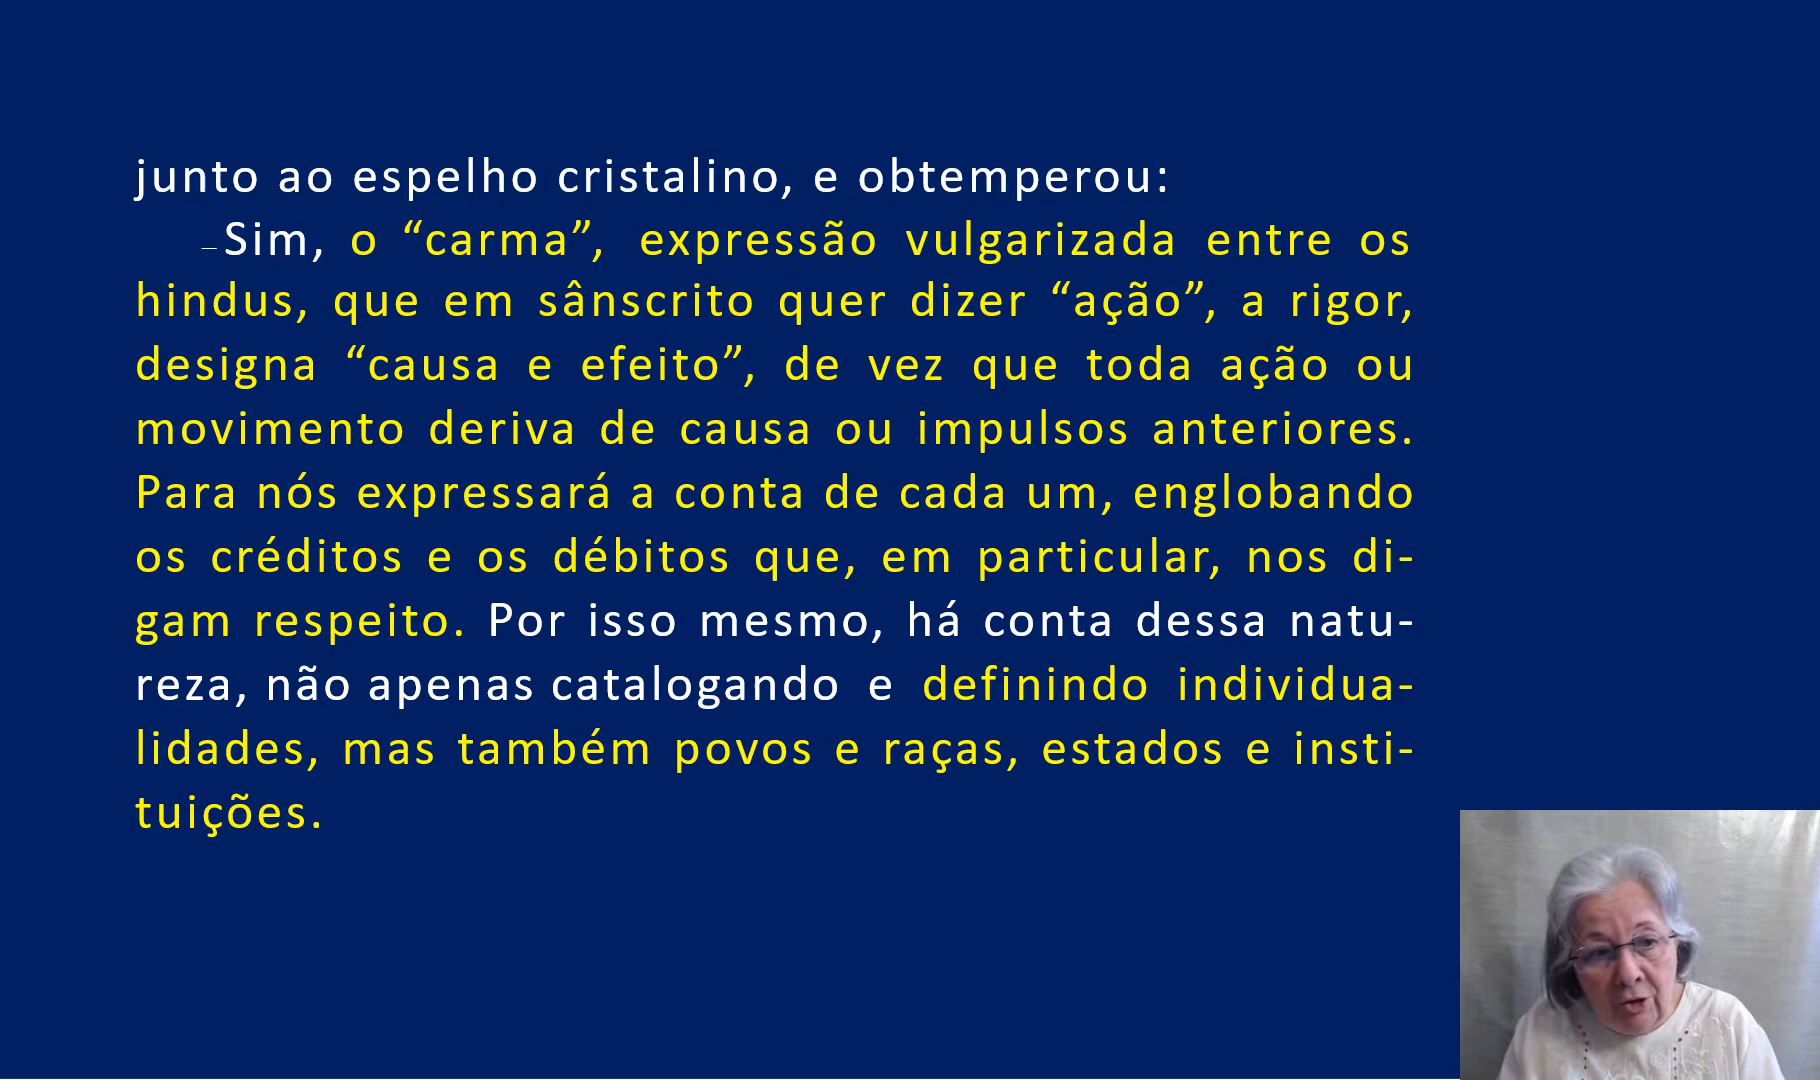 junto ao espelho cristalino, e obtemperou:
–Sim, o “carma”, expressão vulgarizada entre os
hindus, que em sânscrito quer dizer “ação”, a rigor,
designa “causa e efeito”, de vez que toda ação ou
movimento deriva de causa ou impulsos anteriores.
Para nós expressará a conta de cada um, englobando
os créditos e os débitos que, em particular, nos di-
gam respeito. Por isso mesmo, há conta dessa natu-
reza, não apenas catalogando e definindo individua-
lidades, mas também povos e raças, estados e insti-
tuições.